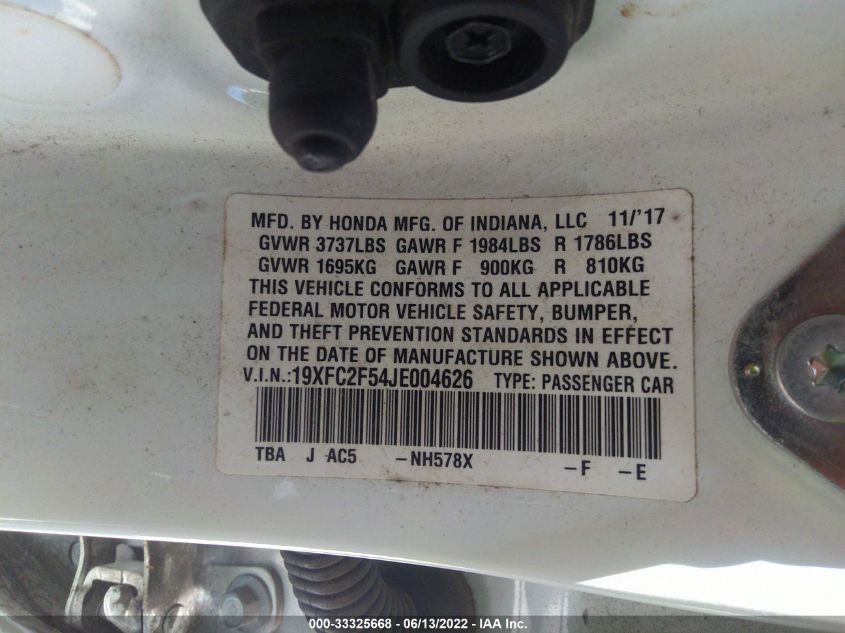 MFD. BY HONDA MFG. OF INDIANA, LLC 11/'17
GVWR 3737LBS GAWR F 1984LBS R 1786LBS
GVWR 1695KG GAWR F 900KG R 810KG
THIS VEHICLE CONFORMS TO ALL APPLICABLE
FEDERAL MOTOR VEHICLE SAFETY, BUMPER,
AND THEFT PREVENTION STANDARDS IN EFFECT
ON THE DATE OF MANUFACTURE SHOWN ABOVE.
V.I.N.:19XFC2F54JE004626 TYPE: PASSENGER CAR
TBA J AC5 -NH578X -F -E
000-33325668 - 06/13/2022 - IAA Inc.